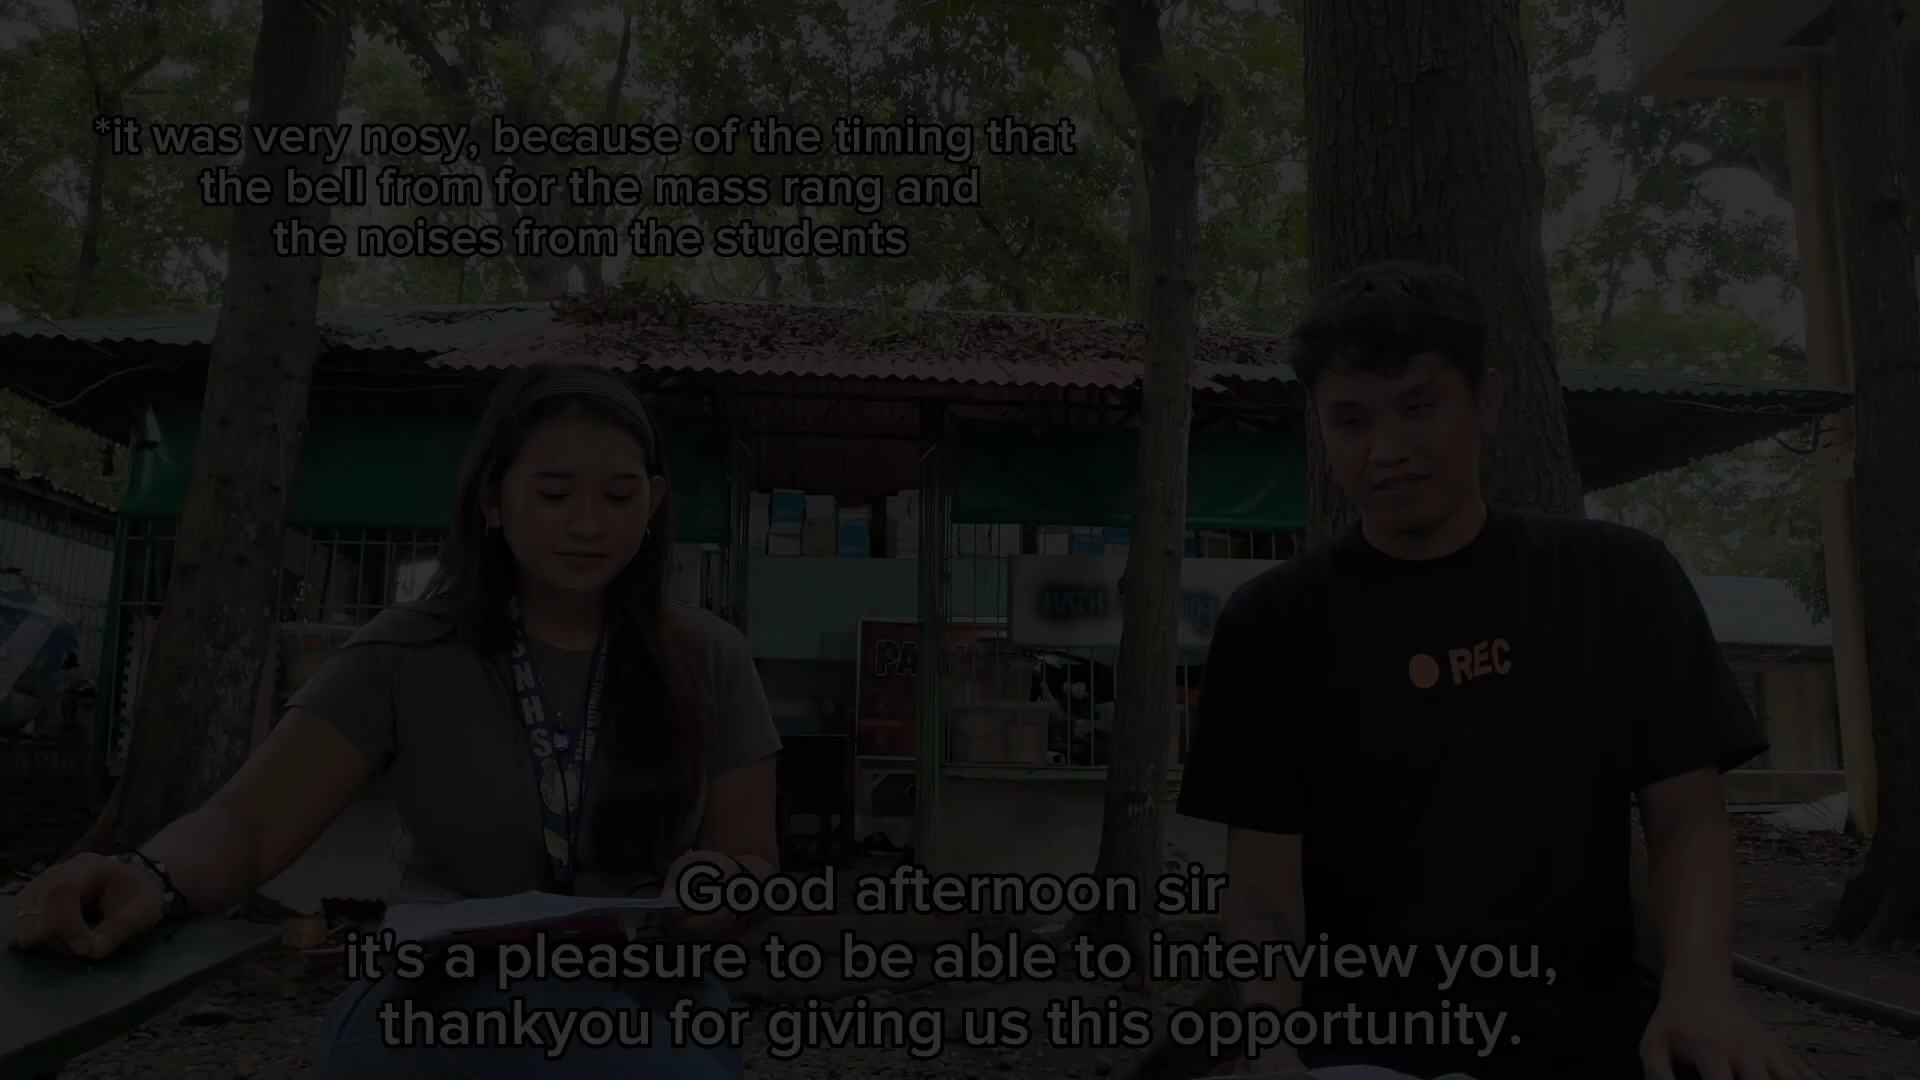 *it was very nosy, because of the timing that
the bell from for the mass rang and
the noises from the students
MATH
PA
REC
SNHS
Good afternoon sir
it's a pleasure to be able to interview you,
thankyou for giving us this opportunity.